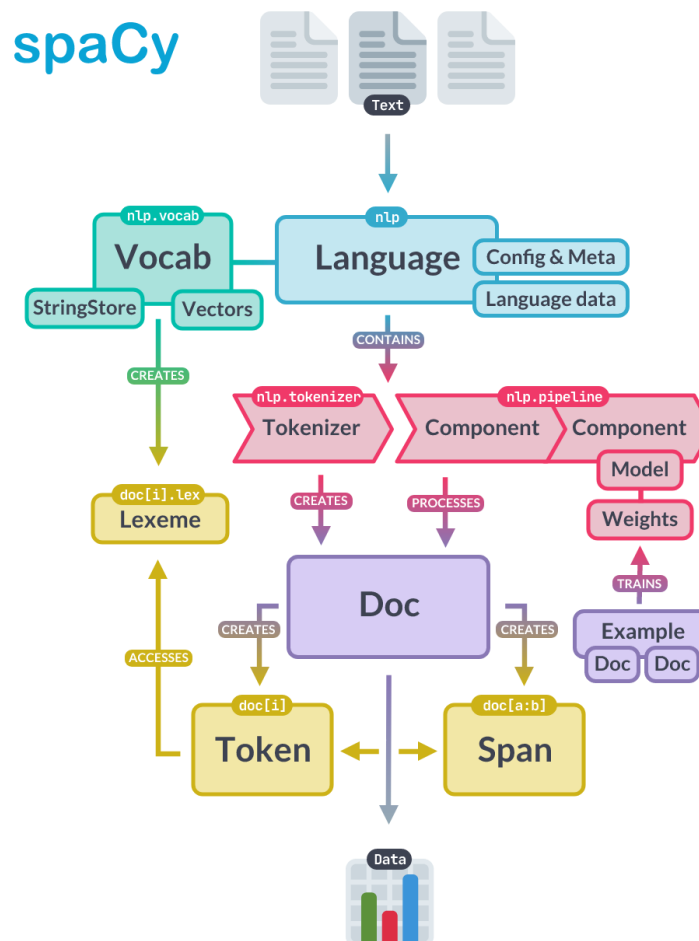 spaCy
Text
nlp.vocab
Vocab
StringStore
Vectors
nlp
Language
Config & Meta
Language data
CREATES
CONTAINS
nlp.tokenizer
Tokenizer
nlp.pipeline
Component
Component
Model
Weights
doc[i].lex
Lexeme
CREATES
PROCESSES
TRAINS
Doc
Example
Doc
Doc
CREATES
CREATES
ACCESSES
doc[i]
Token
doc[a:b]
Span
Data